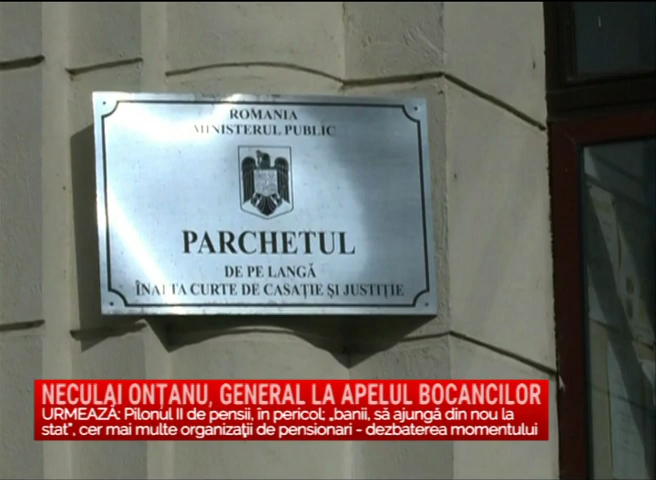 ROMANIA
MINISTERUL PUBLIC
PARCHETUL
DE PE LANGĂ
ÎNALTA CURTE DE CASAȚIE ȘI JUSTIȚIE
NECULAI ONȚANU, GENERAL LA APELUL BOCANCILOR
URMEAZĂ: Pilonul II de pensii, în pericol; „banii, să ajungă din nou la
stat”, cer mai multe organizaţii de pensionari - dezbaterea momentului